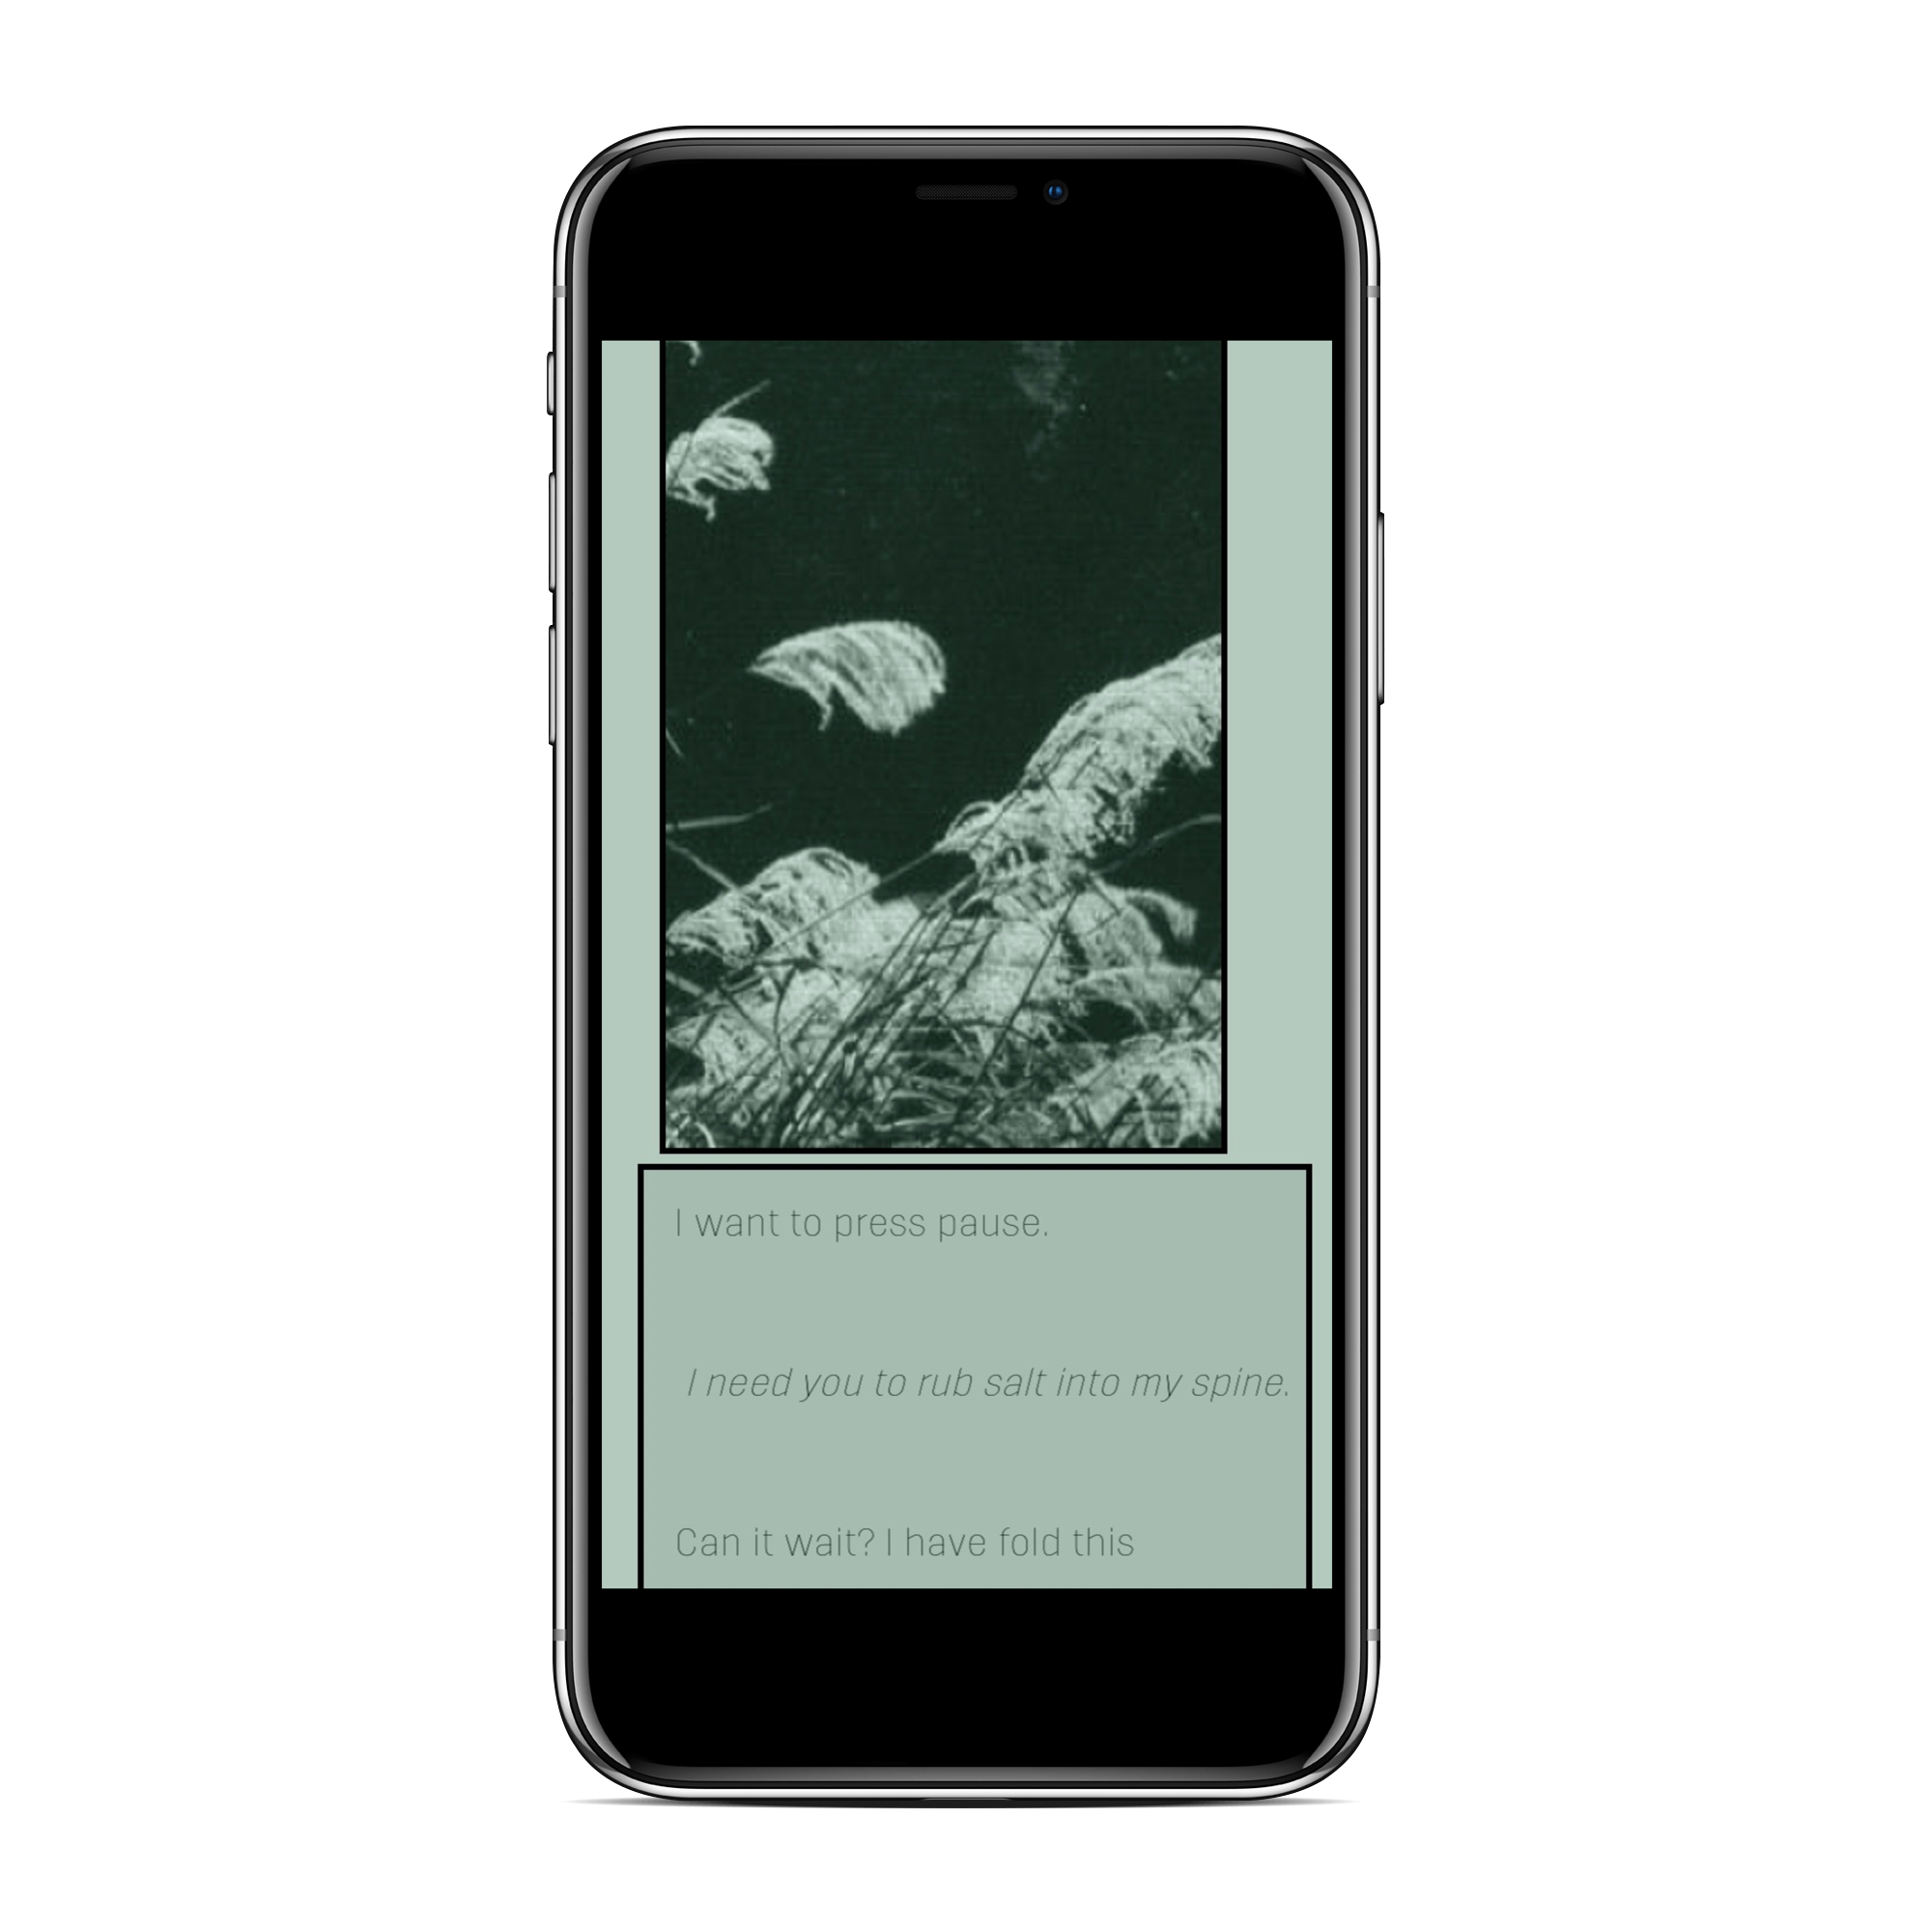 I want to press pause.
I need you to rub salt into my spine.
Can it wait? I have fold this